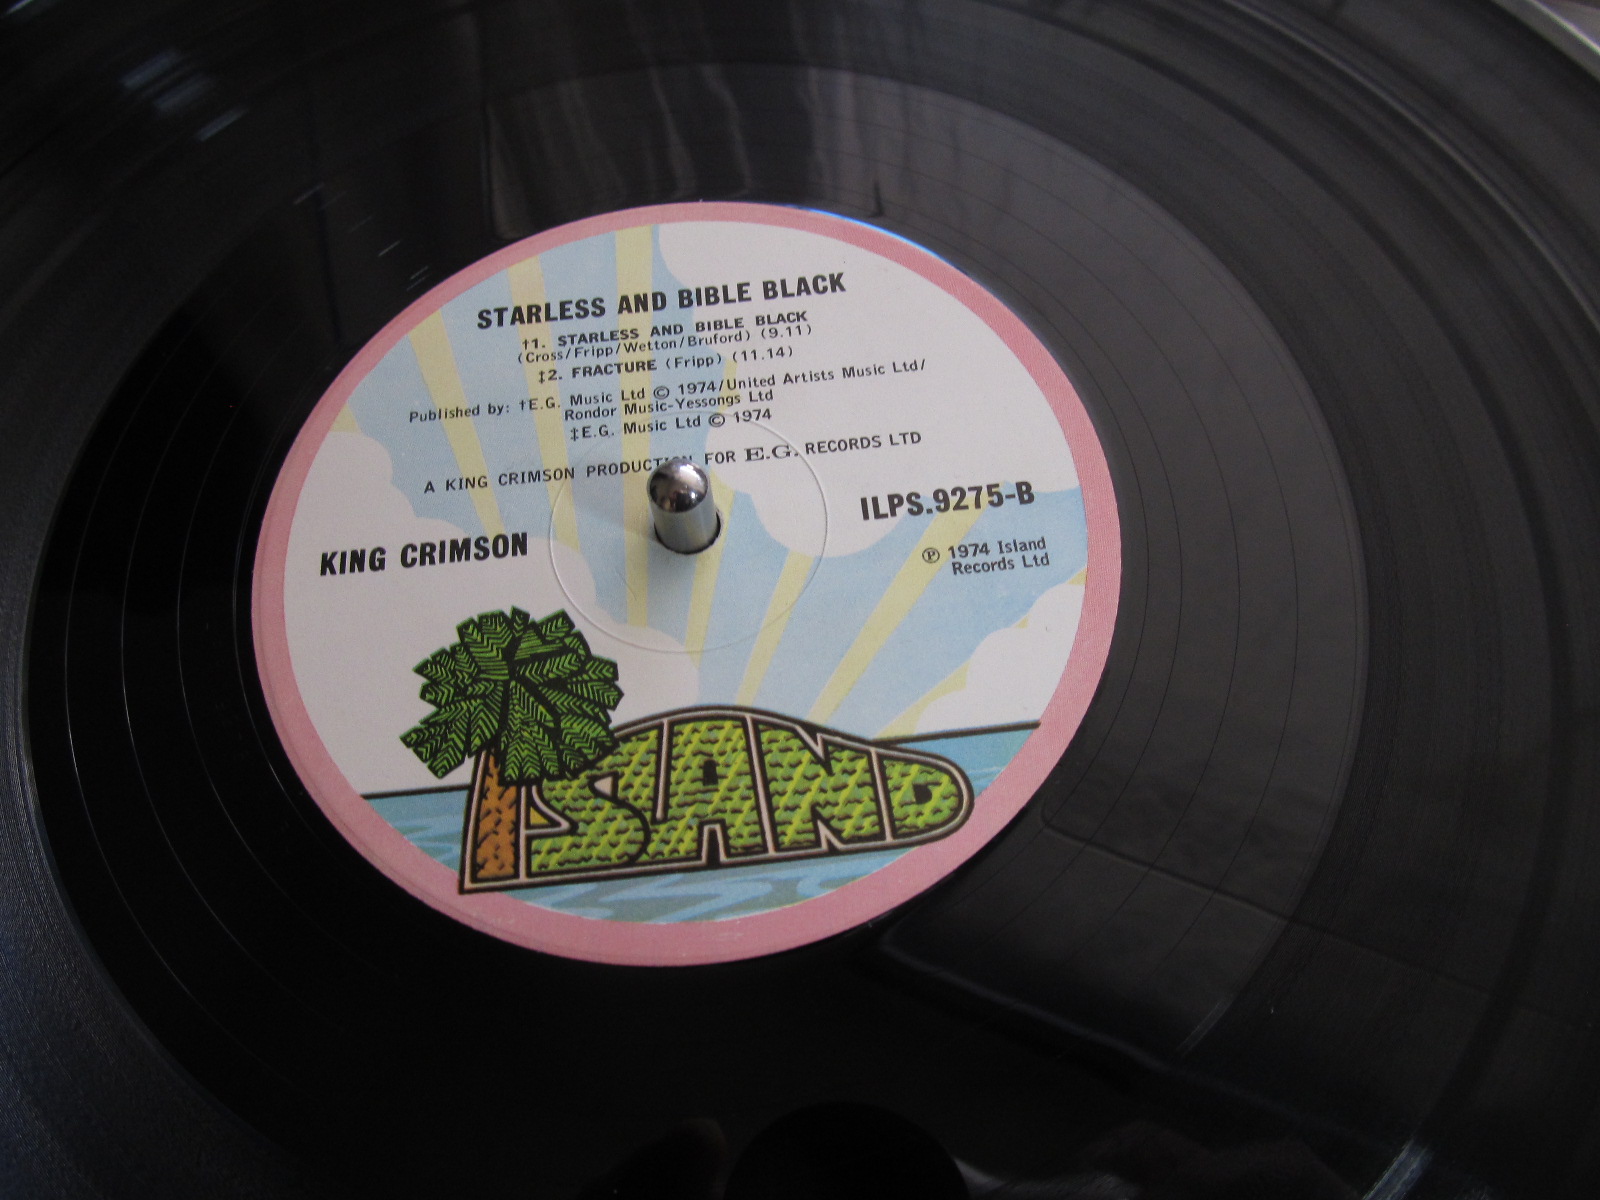 STARLESS AND BIBLE BLACK
†1. STARLESS AND BIBLE BLACK
(Cross/Fripp/Wetton/Bruford) (9.11)
‡2. FRACTURE (Fripp) (11.14)
Published by: †E.G. Music Ltd © 1974/United Artists Music Ltd/
Rondor Music-Yessongs Ltd
‡E.G. Music Ltd © 1974
A KING CRIMSON PRODUCTION FOR E.G. RECORDS LTD
ILPS.9275-B
KING CRIMSON
℗ 1974 Island
Records Ltd
ISLAND